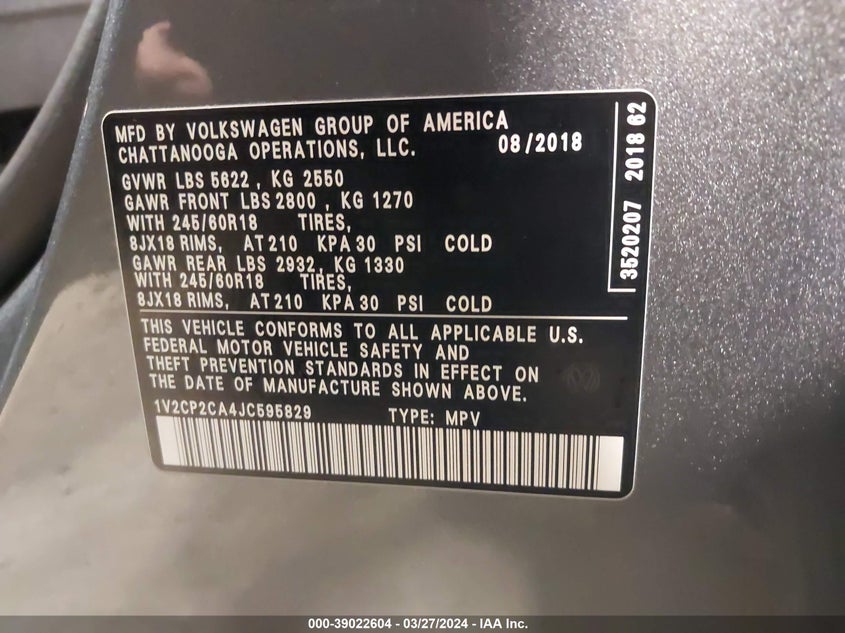 MFD BY VOLKSWAGEN GROUP OF AMERICA
CHATTANOOGA OPERATIONS, LLC. 08/2018
GVWR LBS 5622, KG 2550
GAWR FRONT LBS 2800, KG 1270
WITH 245/60R18 TIRES,
8JX18 RIMS, AT 210 KPA 30 PSI COLD
GAWR REAR LBS 2932, KG 1330
WITH 245/60R18 TIRES,
8JX18 RIMS, AT 210 KPA 30 PSI COLD
THIS VEHICLE CONFORMS TO ALL APPLICABLE U.S.
FEDERAL MOTOR VEHICLE SAFETY AND
THEFT PREVENTION STANDARDS IN EFFECT ON
THE DATE OF MANUFACTURE SHOWN ABOVE.
1V2CP2CA4JC595829 TYPE: MPV
3520207 2018 62
000-39022604 - 03/27/2024 - IAA Inc.